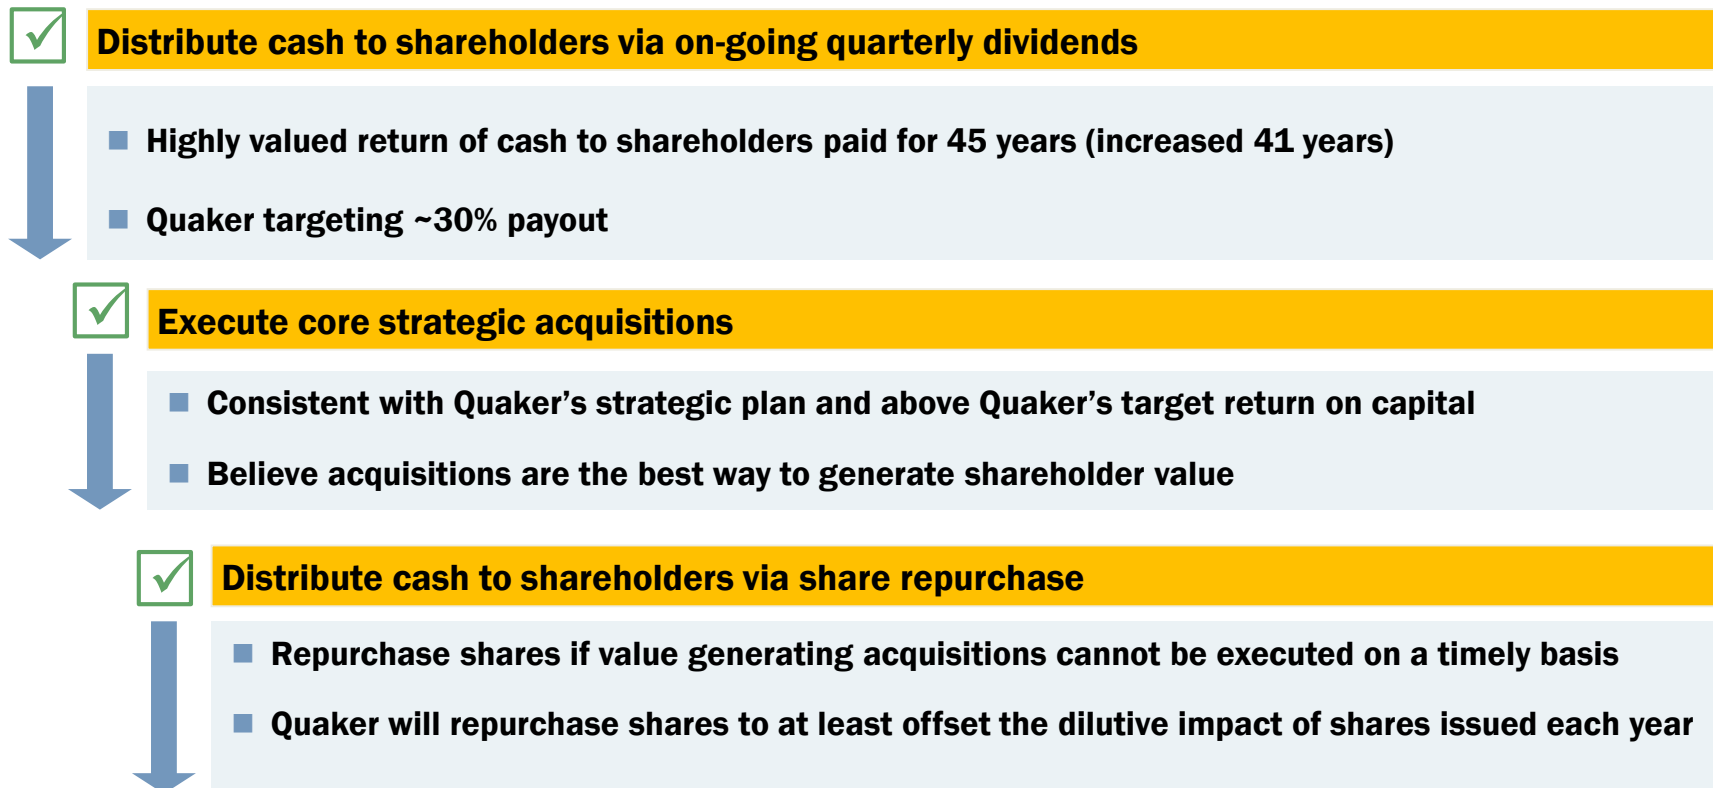 Distribute cash to shareholders via on-going quarterly dividends
Highly valued return of cash to shareholders paid for 45 years (increased 41 years)
Quaker targeting ~30% payout
Execute core strategic acquisitions
Consistent with Quaker’s strategic plan and above Quaker’s target return on capital
Believe acquisitions are the best way to generate shareholder value
Distribute cash to shareholders via share repurchase
Repurchase shares if value generating acquisitions cannot be executed on a timely basis
Quaker will repurchase shares to at least offset the dilutive impact of shares issued each year